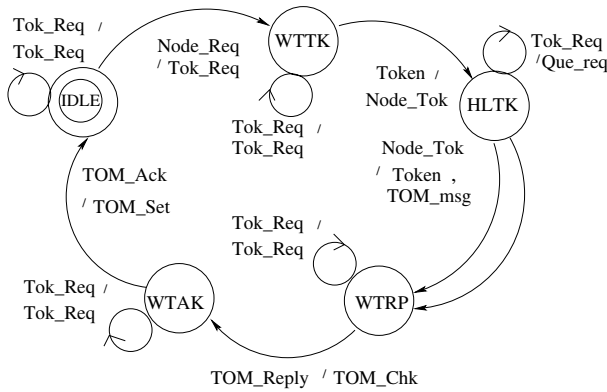 Tok_Req /
Tok_Req
IDLE
Node_Req
/ Tok_Req
WTTK
Tok_Req /
Tok_Req
Token /
Node_Tok
Tok_Req
/Que_req
HLTK
Node_Tok
/ Token ,
TOM_msg
TOM_Ack
/ TOM_Set
Tok_Req /
Tok_Req
Tok_Req /
Tok_Req
WTAK
WTRP
TOM_Reply / TOM_Chk